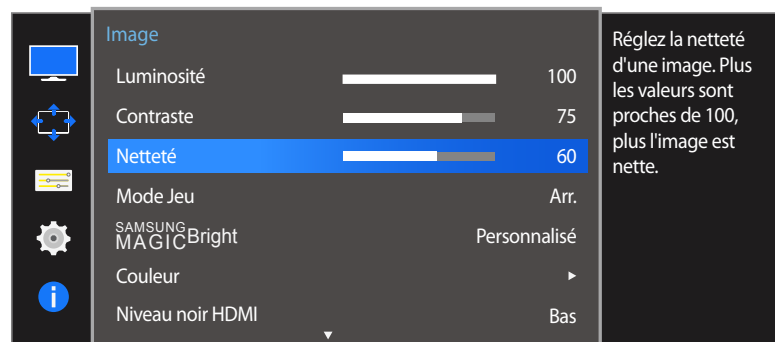 Image
Luminosité 100
Contraste 75
Netteté 60
Mode Jeu Arr.
SAMSUNG
MAGICBright Personnalisé
Couleur ►
Niveau noir HDMI Bas
▼
Réglez la netteté
d'une image. Plus
les valeurs sont
proches de 100,
plus l'image est
nette.